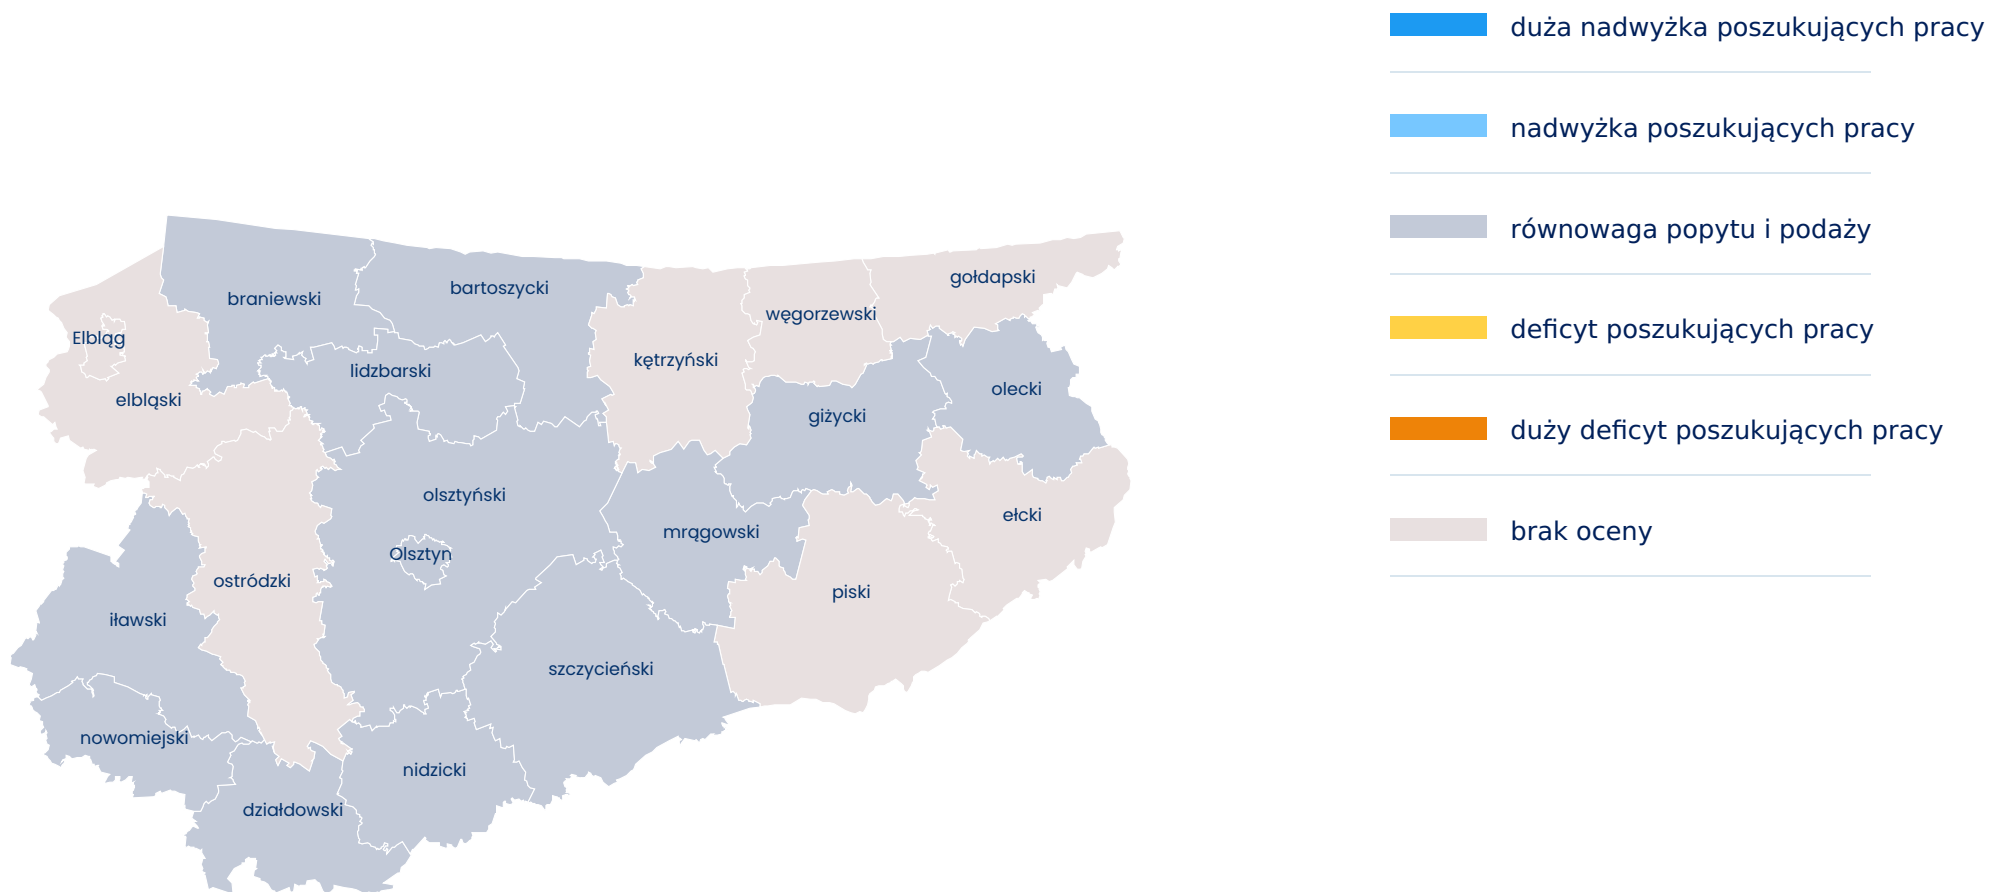 duża nadwyżka poszukujących pracy
nadwyżka poszukujących pracy
równowaga popytu i podaży
deficyt poszukujących pracy
duży deficyt poszukujących pracy
brak oceny
gołdapski
bartoszycki
braniewski
węgorzewski
Elbląg
kętrzyński
lidzbarski
olecki
elbląski
giżycki
olsztyński
ełcki
mrągowski
Olsztyn
ostródzki
piski
iławski
szczycieński
nowomiejski
nidzicki
działdowski